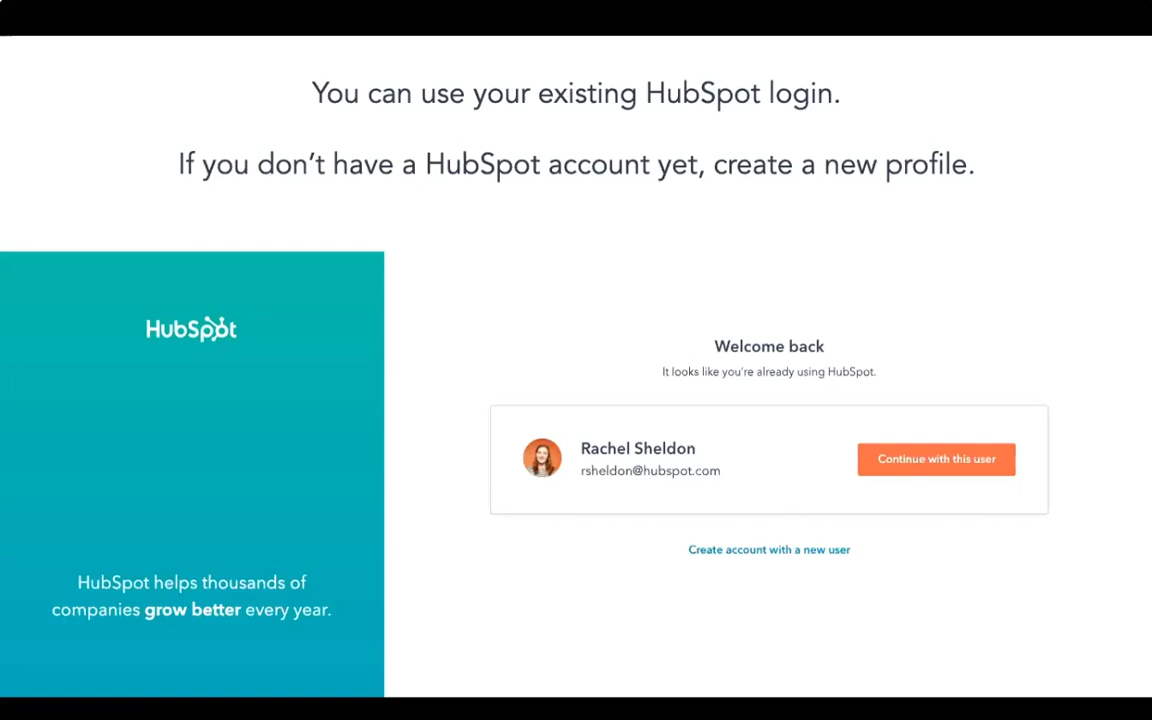 You can use your existing HubSpot login.
If you don't have a HubSpot account yet, create a new profile.
HubSpot
HubSpot helps thousands of
companies grow better every year.
Welcome back
It looks like you're already using HubSpot.
Rachel Sheldon
rsheldon@hubspot.com
Continue with this user
Create account with a new user